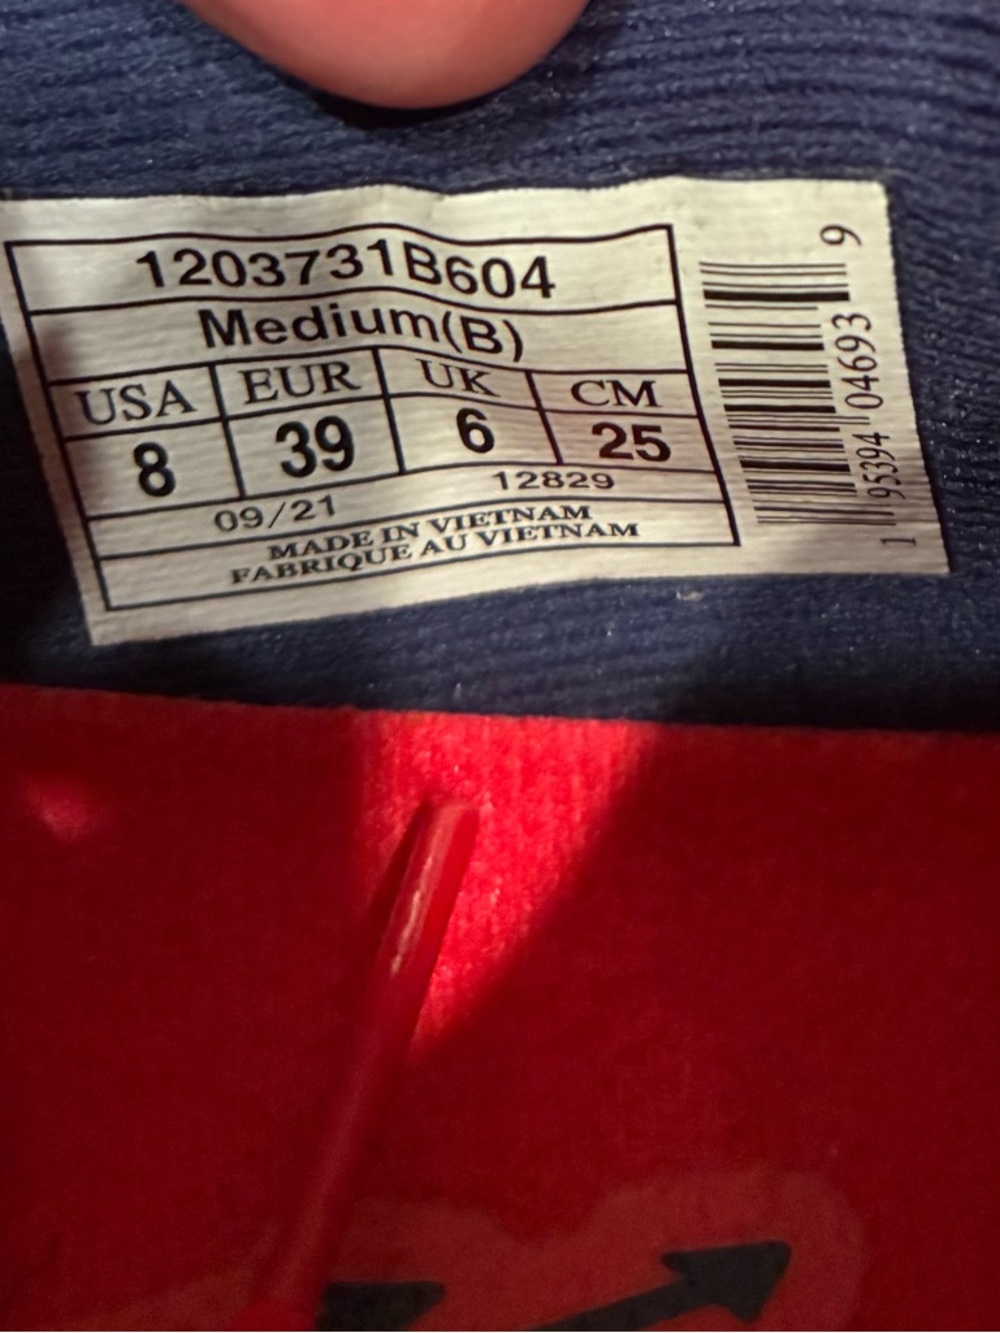 1203731B604
Medium(B)
USA EUR UK CM
8 39 6 25
09/21 12829
MADE IN VIETNAM
FABRIQUE AU VIETNAM
1 95394 04693 9